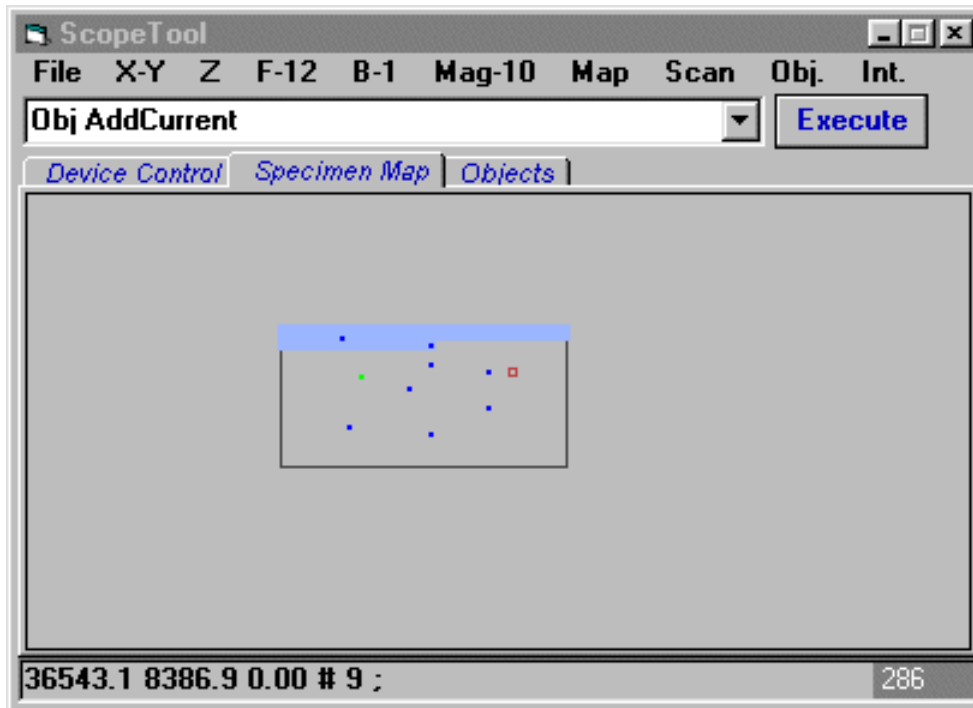 ScopeTool
File X-Y Z F-12 B-1 Mag-10 Map Scan Obj. Int.
Obj AddCurrent Execute
Device Control Specimen Map Objects
36543.1 8386.9 0.00 # 9 ; 286